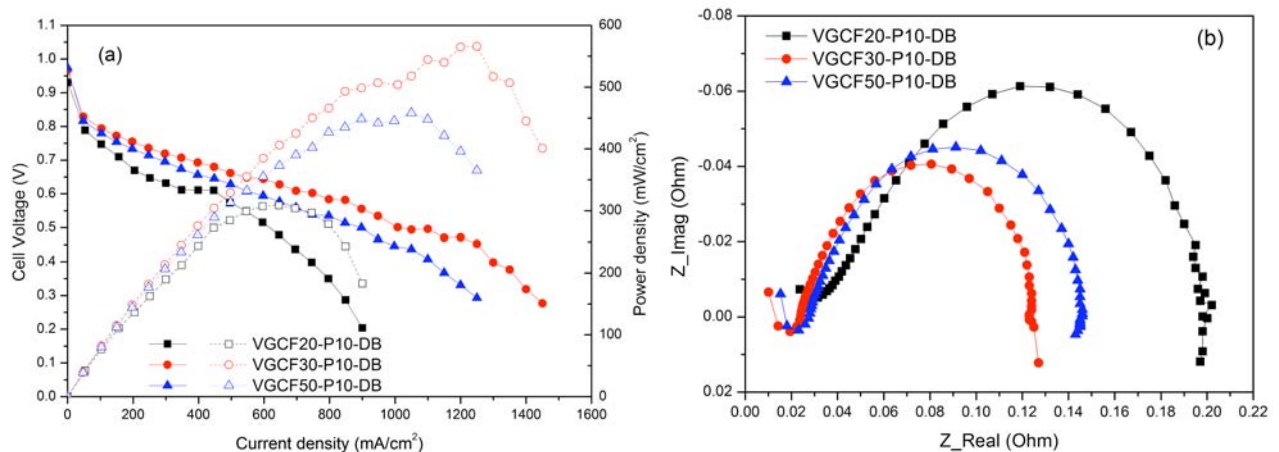 (a)
Cell Voltage (V)
1.1
1.0
0.9
0.8
0.7
0.6
0.5
0.4
0.3
0.2
0.1
0.0
VGCF20-P10-DB
VGCF30-P10-DB
VGCF50-P10-DB
0 200 400 600 800 1000 1200 1400 1600
Current density (mA/cm²)
600
500
400
300
200
100
0
Power density (mW/cm²)
(b)
Z_Imag (Ohm)
-0.08
-0.06
-0.04
-0.02
0.00
0.02
VGCF20-P10-DB
VGCF30-P10-DB
VGCF50-P10-DB
0.00 0.02 0.04 0.06 0.08 0.10 0.12 0.14 0.16 0.18 0.20 0.22
Z_Real (Ohm)